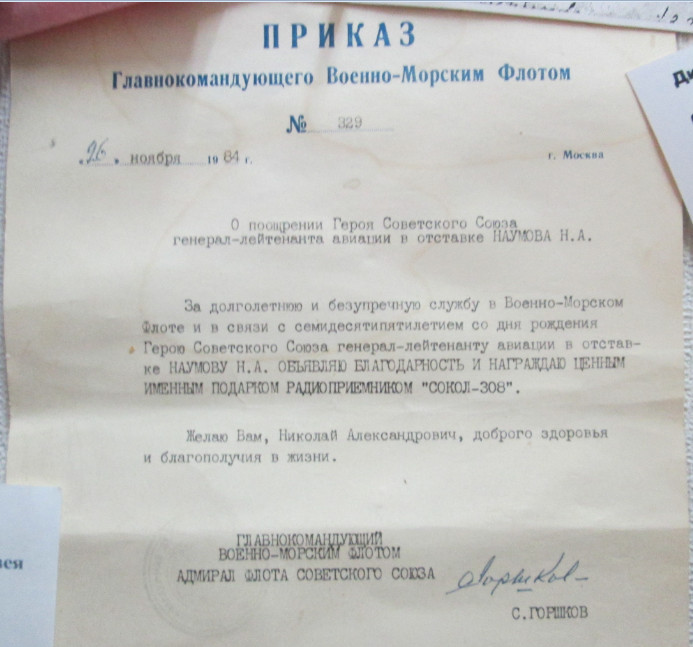 ПРИКАЗ
Главнокомандующего Военно-Морским Флотом
№ 329
"26" ноября 1984 г.
г. Москва
О поощрении Героя Советского Союза
генерал-лейтенанта авиации в отставке НАУМОВА Н.А.
За долголетнюю и безупречную службу в Военно-Морском
Флоте и в связи с семидесятипятилетием со дня рождения
Герою Советского Союза генерал-лейтенанту авиации в отстав-
ке НАУМОВУ Н.А. ОБЪЯВЛЯЮ БЛАГОДАРНОСТЬ И НАГРАЖДАЮ ЦЕННЫМ
ИМЕННЫМ ПОДАРКОМ РАДИОПРИЕМНИКОМ "СОКОЛ-308".
Желаю Вам, Николай Александрович, доброго здоровья
и благополучия в жизни.
ГЛАВНОКОМАНДУЮЩИЙ
ВОЕННО-МОРСКИМ ФЛОТОМ
АДМИРАЛ ФЛОТА СОВЕТСКОГО СОЮЗА
С.ГОРШКОВ